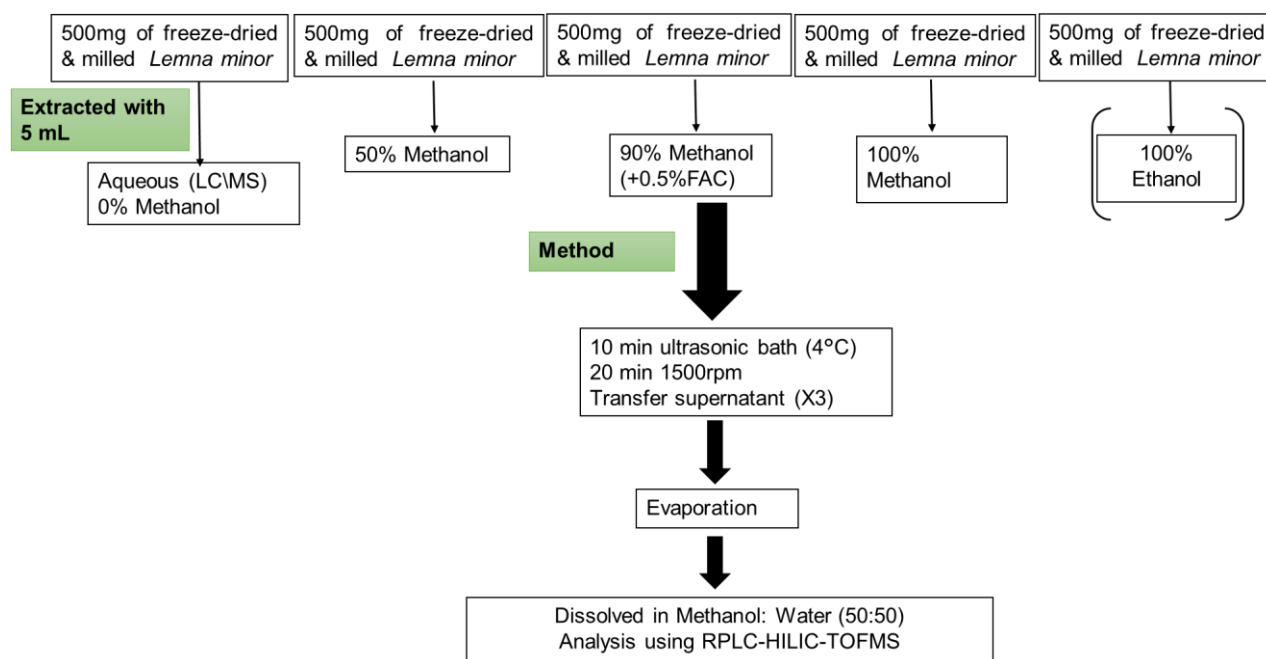 500mg of freeze-dried
& milled Lemna minor
500mg of freeze-dried
& milled Lemna minor
500mg of freeze-dried
& milled Lemna minor
500mg of freeze-dried
& milled Lemna minor
500mg of freeze-dried
& milled Lemna minor
Extracted with
5 mL
Aqueous (LC\MS)
0% Methanol
50% Methanol
90% Methanol
(+0.5%FAC)
100%
Methanol
100%
Ethanol
Method
10 min ultrasonic bath (4°C)
20 min 1500rpm
Transfer supernatant (X3)
Evaporation
Dissolved in Methanol: Water (50:50)
Analysis using RPLC-HILIC-TOFMS